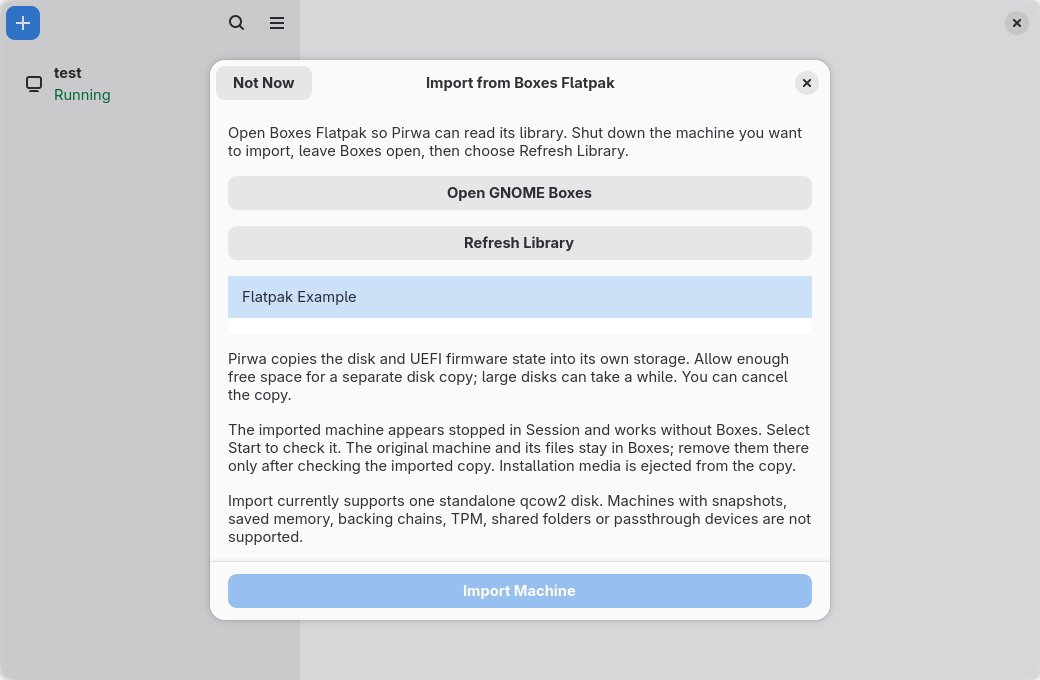 test
Running
Not Now
Import from Boxes Flatpak
Open Boxes Flatpak so Pirwa can read its library. Shut down the machine you want
to import, leave Boxes open, then choose Refresh Library.
Open GNOME Boxes
Refresh Library
Flatpak Example
Pirwa copies the disk and UEFI firmware state into its own storage. Allow enough
free space for a separate disk copy; large disks can take a while. You can cancel
the copy.
The imported machine appears stopped in Session and works without Boxes. Select
Start to check it. The original machine and its files stay in Boxes; remove them there
only after checking the imported copy. Installation media is ejected from the copy.
Import currently supports one standalone qcow2 disk. Machines with snapshots,
saved memory, backing chains, TPM, shared folders or passthrough devices are not
supported.
Import Machine